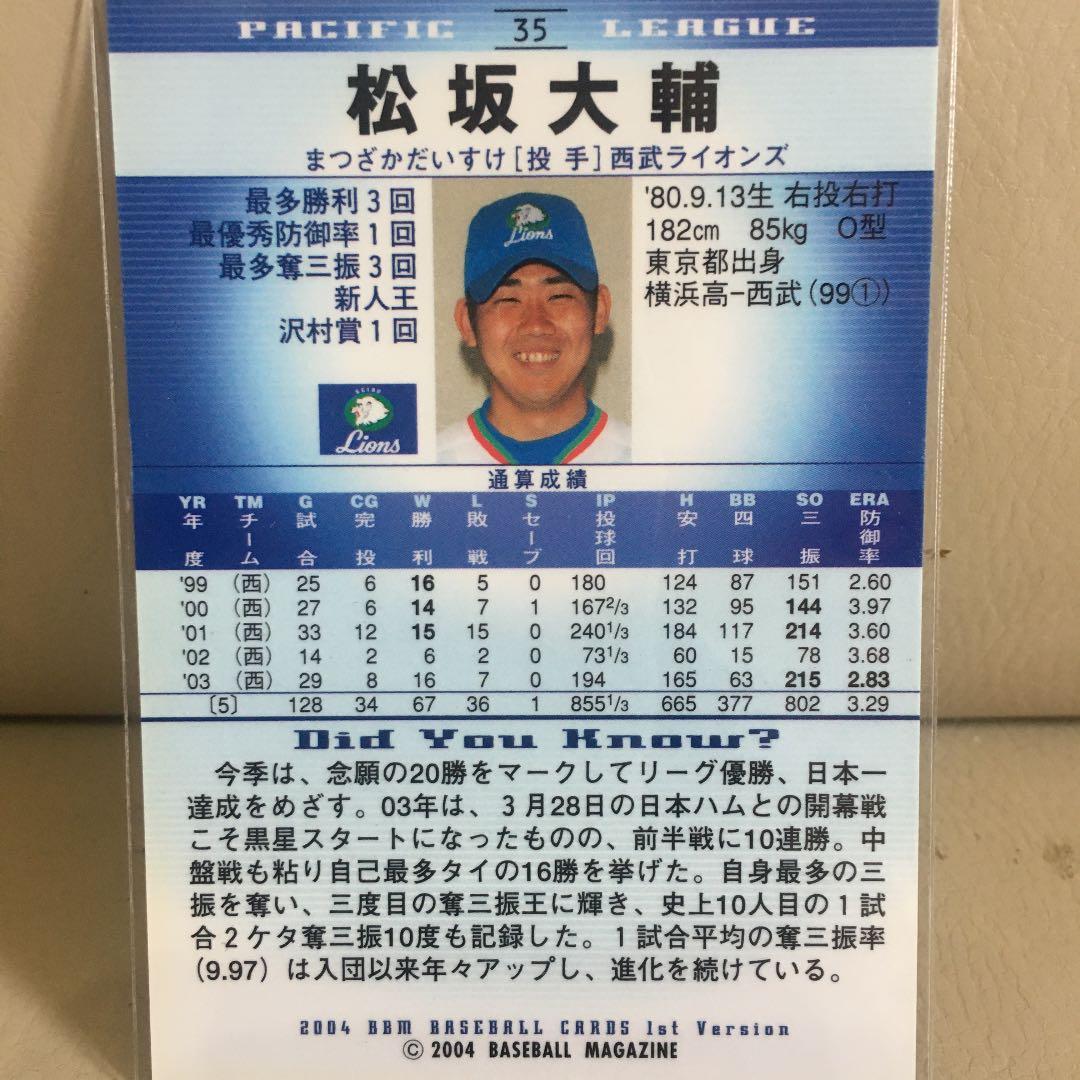 PACIFIC 35 LEAGUE
松坂大輔
まつざかだいすけ[投 手]西武ライオンズ
最多勝利3回
最優秀防御率1回
最多奪三振3回
新人王
沢村賞1回
Lions
'80.9.13生 右投右打
182cm 85kg O型
東京都出身
横浜高−西武(99①)
SEIBU
Lions
通算成績
YR TM G CG W L S IP H BB SO ERA
年度 チーム 試合 完投 勝利 敗戦 セーブ 投球回 安打 四球 三振 防御率
'99 (西) 25 6 16 5 0 180 124 87 151 2.60
'00 (西) 27 6 14 7 1 167 2/3 132 95 144 3.97
'01 (西) 33 12 15 15 0 240 1/3 184 117 214 3.60
'02 (西) 14 2 6 2 0 73 1/3 60 15 78 3.68
'03 (西) 29 8 16 7 0 194 165 63 215 2.83
〔5〕 128 34 67 36 1 855 1/3 665 377 802 3.29
Did You Know?
今季は、念願の20勝をマークしてリーグ優勝、日本一
達成をめざす。03年は、3月28日の日本ハムとの開幕戦
こそ黒星スタートになったものの、前半戦に10連勝。中
盤戦も粘り自己最多タイの16勝を挙げた。自身最多の三
振を奪い、三度目の奪三振王に輝き、史上10人目の1試
合2ケタ奪三振10度も記録した。1試合平均の奪三振率
(9.97)は入団以来年々アップし、進化を続けている。
2004 BBM BASEBALL CARDS 1st Version
© 2004 BASEBALL MAGAZINE